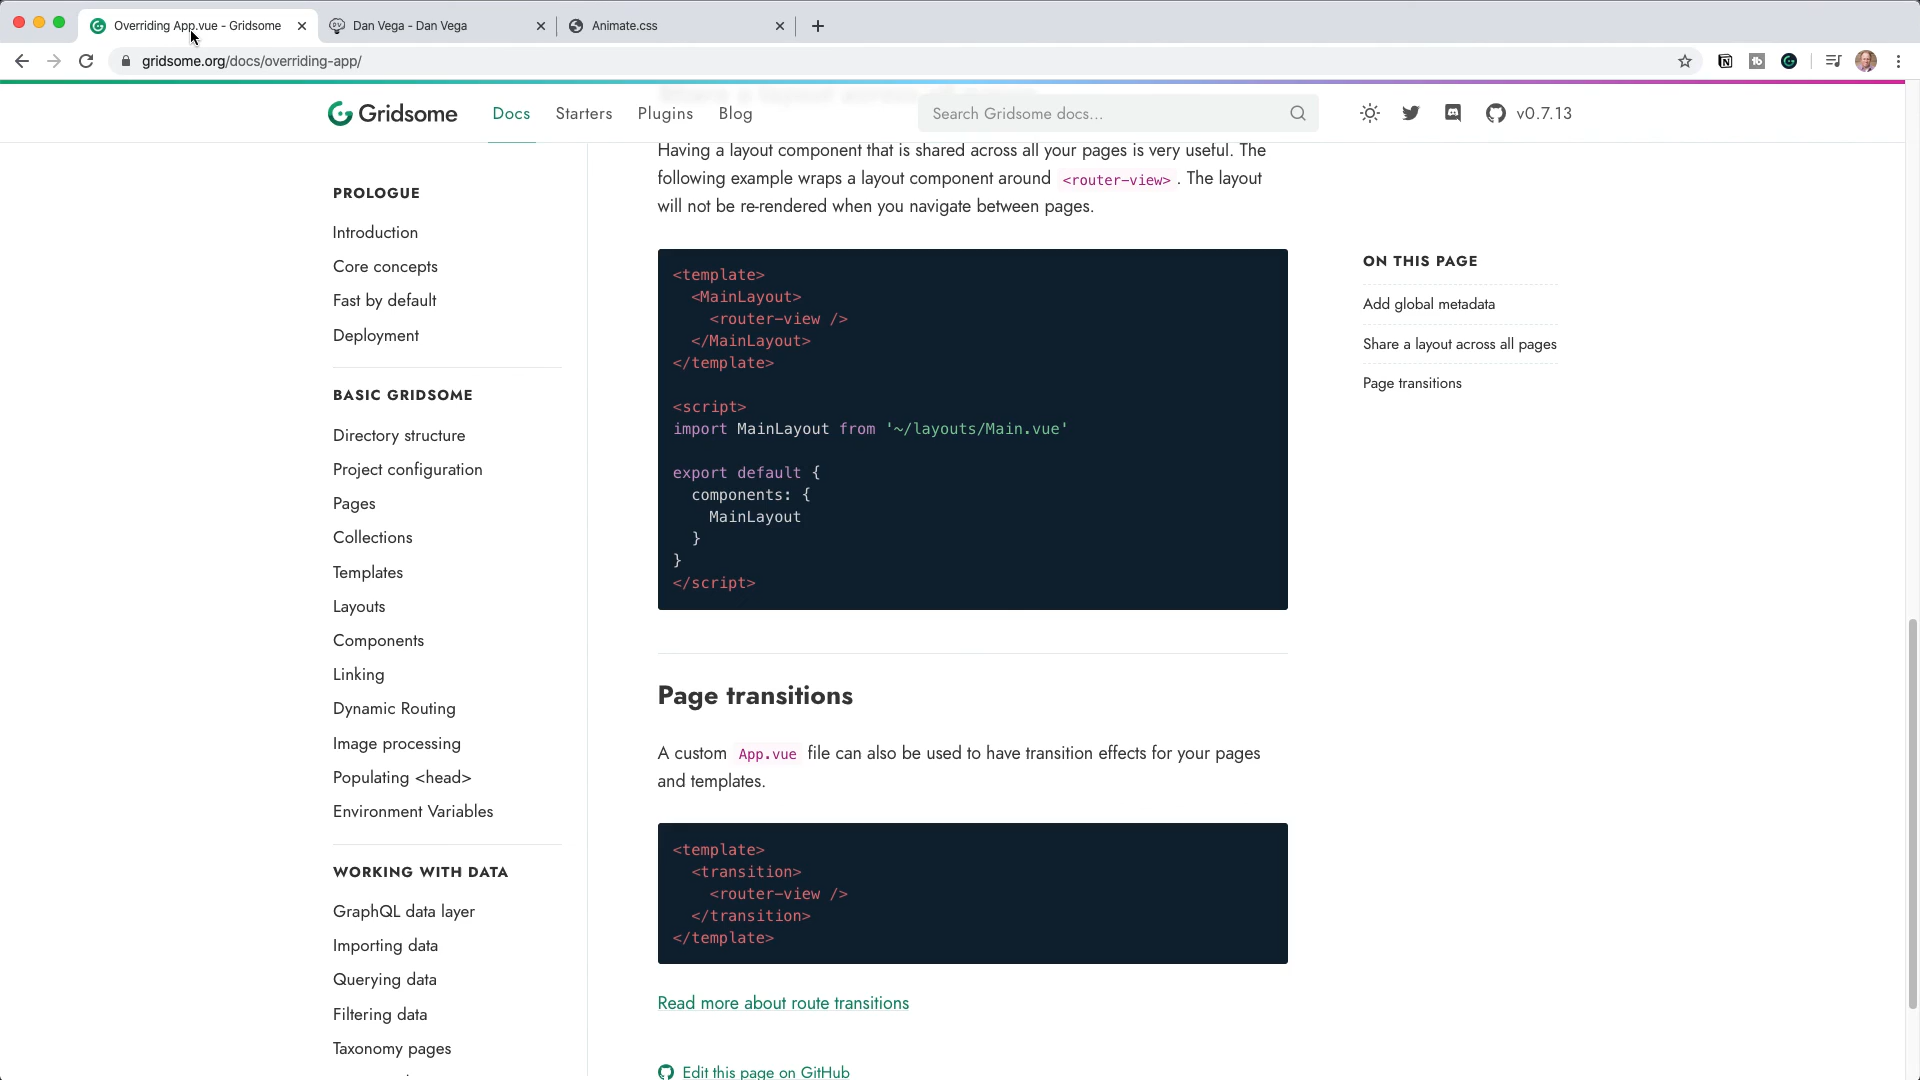 Overriding App.vue - Gridsome
Dan Vega - Dan Vega
Animate.css
gridsome.org/docs/overriding-app/
Gridsome
Docs
Starters
Plugins
Blog
Search Gridsome docs...
v0.7.13
PROLOGUE
Introduction
Core concepts
Fast by default
Deployment
BASIC GRIDSOME
Directory structure
Project configuration
Pages
Collections
Templates
Layouts
Components
Linking
Dynamic Routing
Image processing
Populating <head>
Environment Variables
WORKING WITH DATA
GraphQL data layer
Importing data
Querying data
Filtering data
Taxonomy pages
Having a layout component that is shared across all your pages is very useful. The
following example wraps a layout component around <router-view> . The layout
will not be re-rendered when you navigate between pages.
<template>
  <MainLayout>
    <router-view />
  </MainLayout>
</template>
<script>
import MainLayout from '~/layouts/Main.vue'
export default {
  components: {
    MainLayout
  }
}
</script>
Page transitions
A custom App.vue file can also be used to have transition effects for your pages
and templates.
<template>
  <transition>
    <router-view />
  </transition>
</template>
Read more about route transitions
Edit this page on GitHub
ON THIS PAGE
Add global metadata
Share a layout across all pages
Page transitions